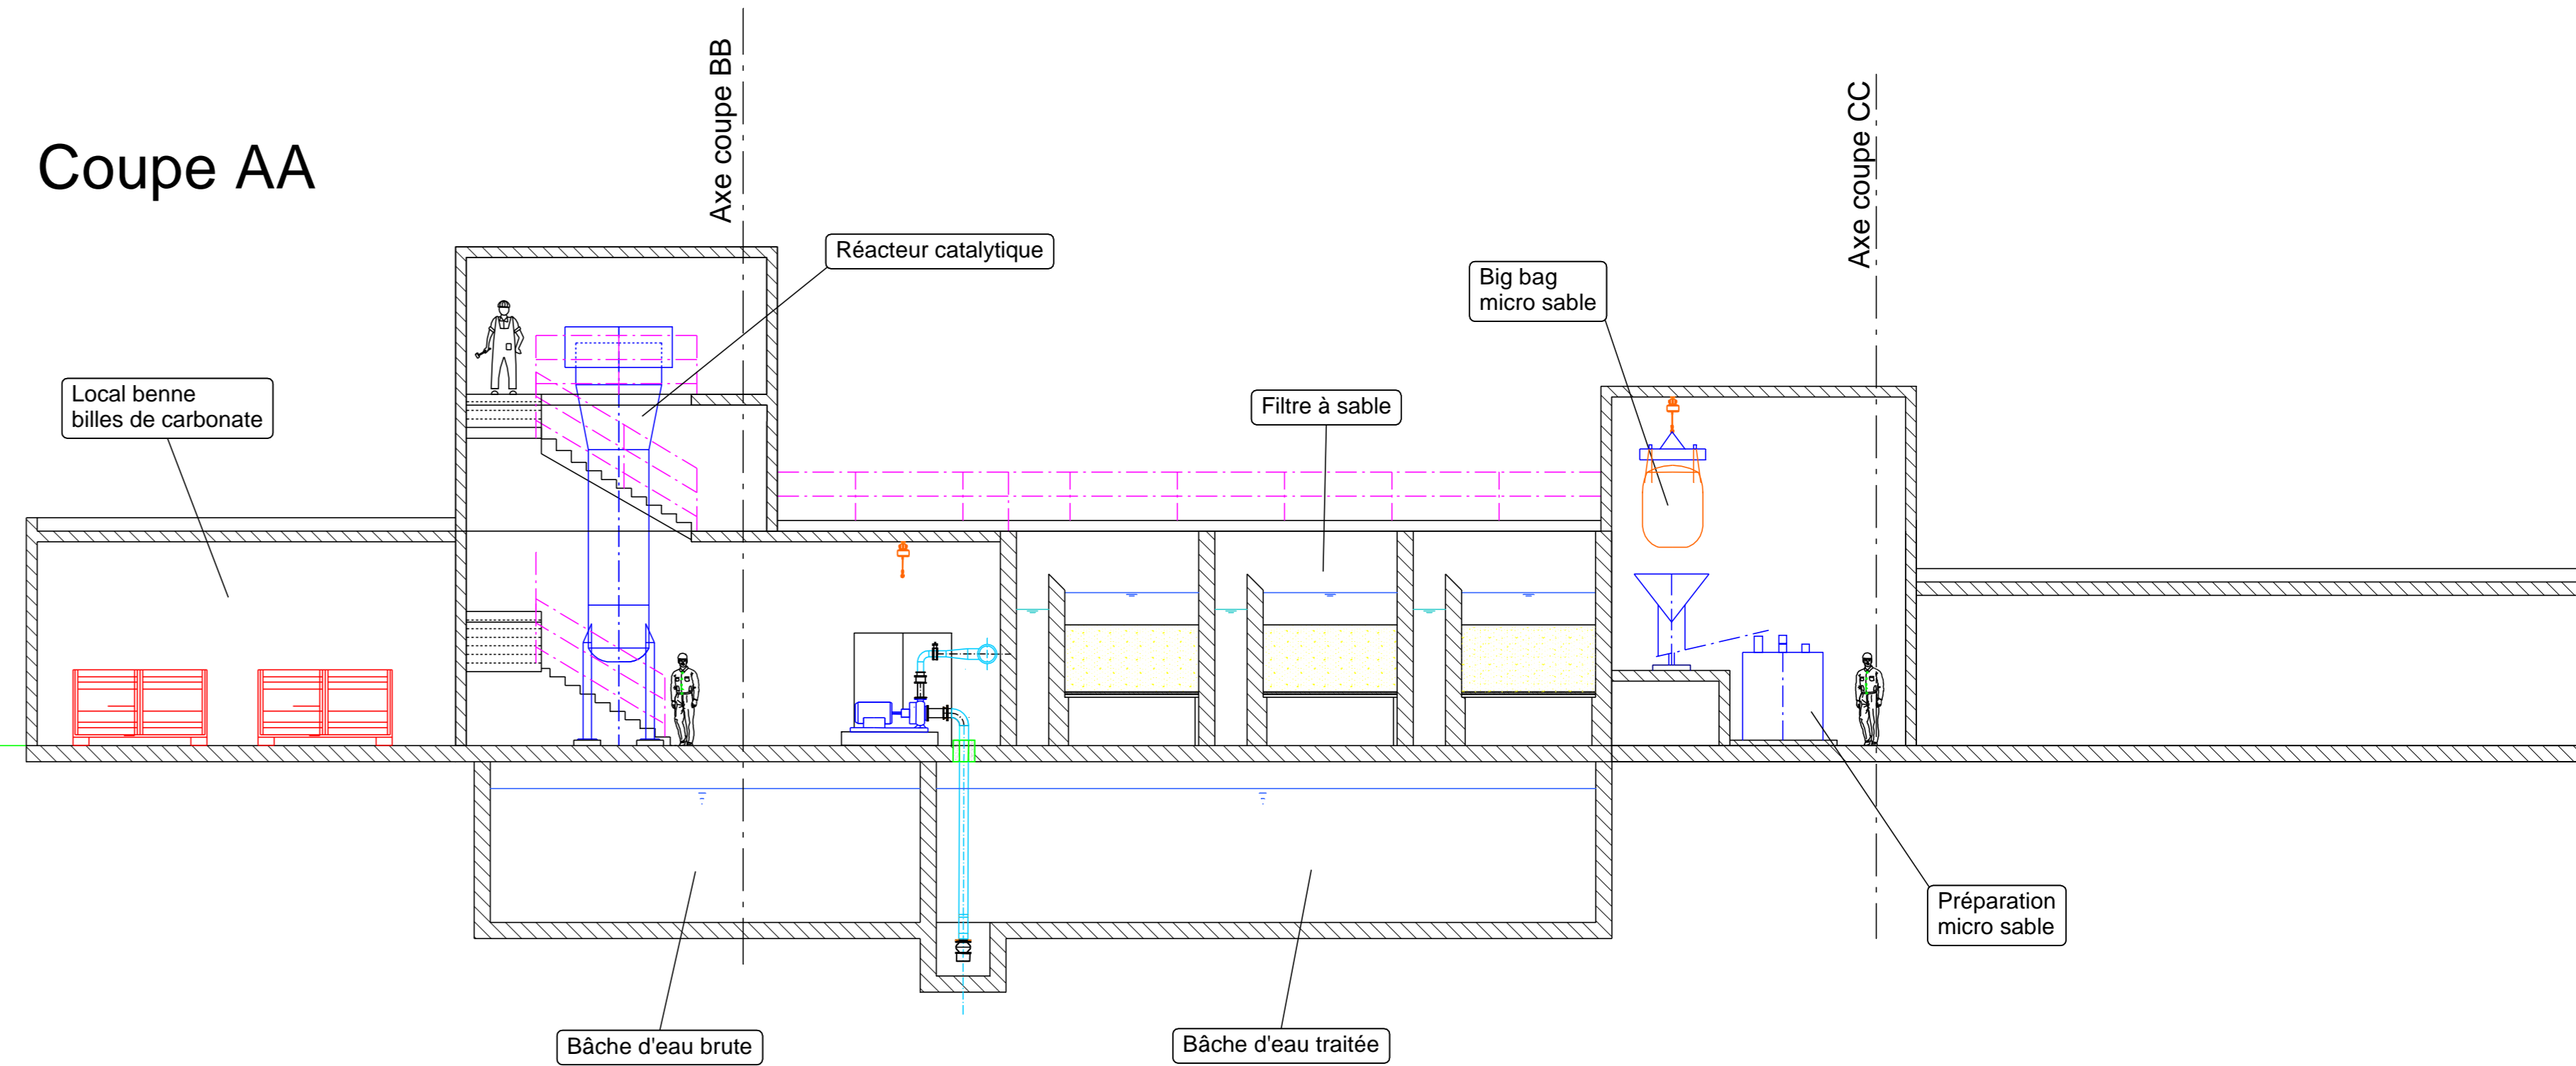 Coupe AA
Axe coupe BB
Axe coupe CC
Réacteur catalytique
Big bag
micro sable
Local benne
billes de carbonate
Filtre à sable
Préparation
micro sable
Bâche d'eau brute
Bâche d'eau traitée